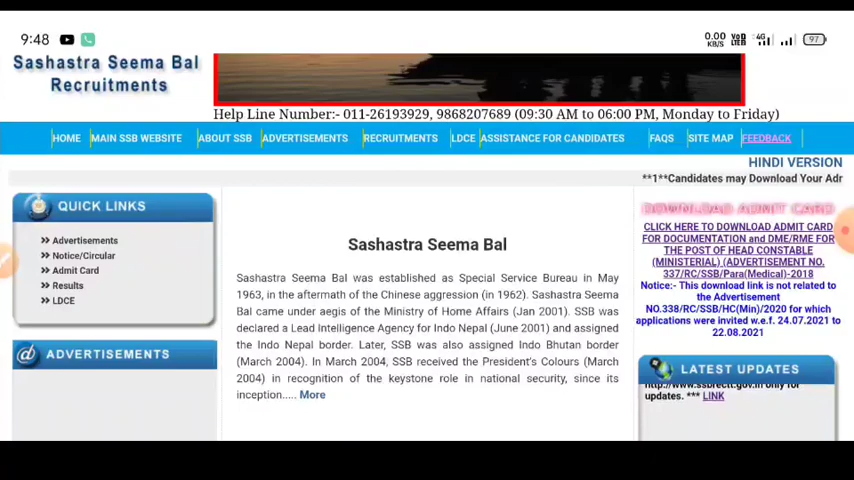 9:48
0.00 KB/S VoD LTED 4G 97
Sashastra Seema Bal
Recruitments
Help Line Number:- 011-26193929, 9868207689 (09:30 AM to 06:00 PM, Monday to Friday)
HOME MAIN SSB WEBSITE ABOUT SSB ADVERTISEMENTS RECRUITMENTS LDCE ASSISTANCE FOR CANDIDATES FAQS SITE MAP FEEDBACK
HINDI VERSION
**1**Candidates may Download Your Adr
QUICK LINKS
>> Advertisements
>> Notice/Circular
>> Admit Card
>> Results
>> LDCE
ADVERTISEMENTS
Sashastra Seema Bal
Sashastra Seema Bal was established as Special Service Bureau in May
1963, in the aftermath of the Chinese aggression (in 1962). Sashastra Seema
Bal came under aegis of the Ministry of Home Affairs (Jan 2001). SSB was
declared a Lead Intelligence Agency for Indo Nepal (June 2001) and assigned
the Indo Nepal border. Later, SSB was also assigned Indo Bhutan border
(March 2004). In March 2004, SSB received the President's Colours (March
2004) in recognition of the keystone role in national security, since its
inception..... More
DOWNLOAD ADMIT CARD
CLICK HERE TO DOWNLOAD ADMIT CARD
FOR DOCUMENTATION and DME/RME FOR
THE POST OF HEAD CONSTABLE
(MINISTERIAL) (ADVERTISEMENT NO.
337/RC/SSB/Para(Medical)-2018
Notice:- This download link is not related to
the Advertisement
NO.338/RC/SSB/HC(Min)/2020 for which
applications were invited w.e.f. 24.07.2021 to
22.08.2021
LATEST UPDATES
http://www.ssbrectt.gov.in only for
updates. *** LINK